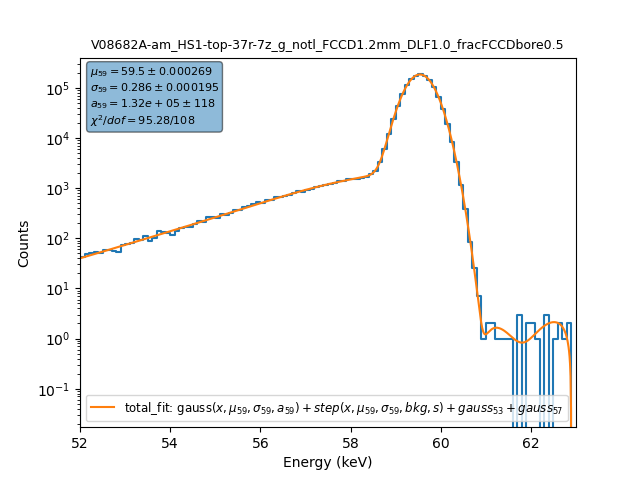 V08682A-am_HS1-top-37r-7z_g_notl_FCCD1.2mm_DLF1.0_fracFCCDbore0.5
μ₅₉ = 59.5 ± 0.000269
σ₅₉ = 0.286 ± 0.000195
a₅₉ = 1.32e + 05 ± 118
χ²/dof = 95.28/108
10⁵
10⁴
10³
10²
10¹
10⁰
10⁻¹
Counts
total_fit: gauss(x, μ₅₉, σ₅₉, a₅₉) + step(x, μ₅₉, σ₅₉, bkg, s) + gauss₅₃ + gauss₅₇
52 54 56 58 60 62
Energy (keV)